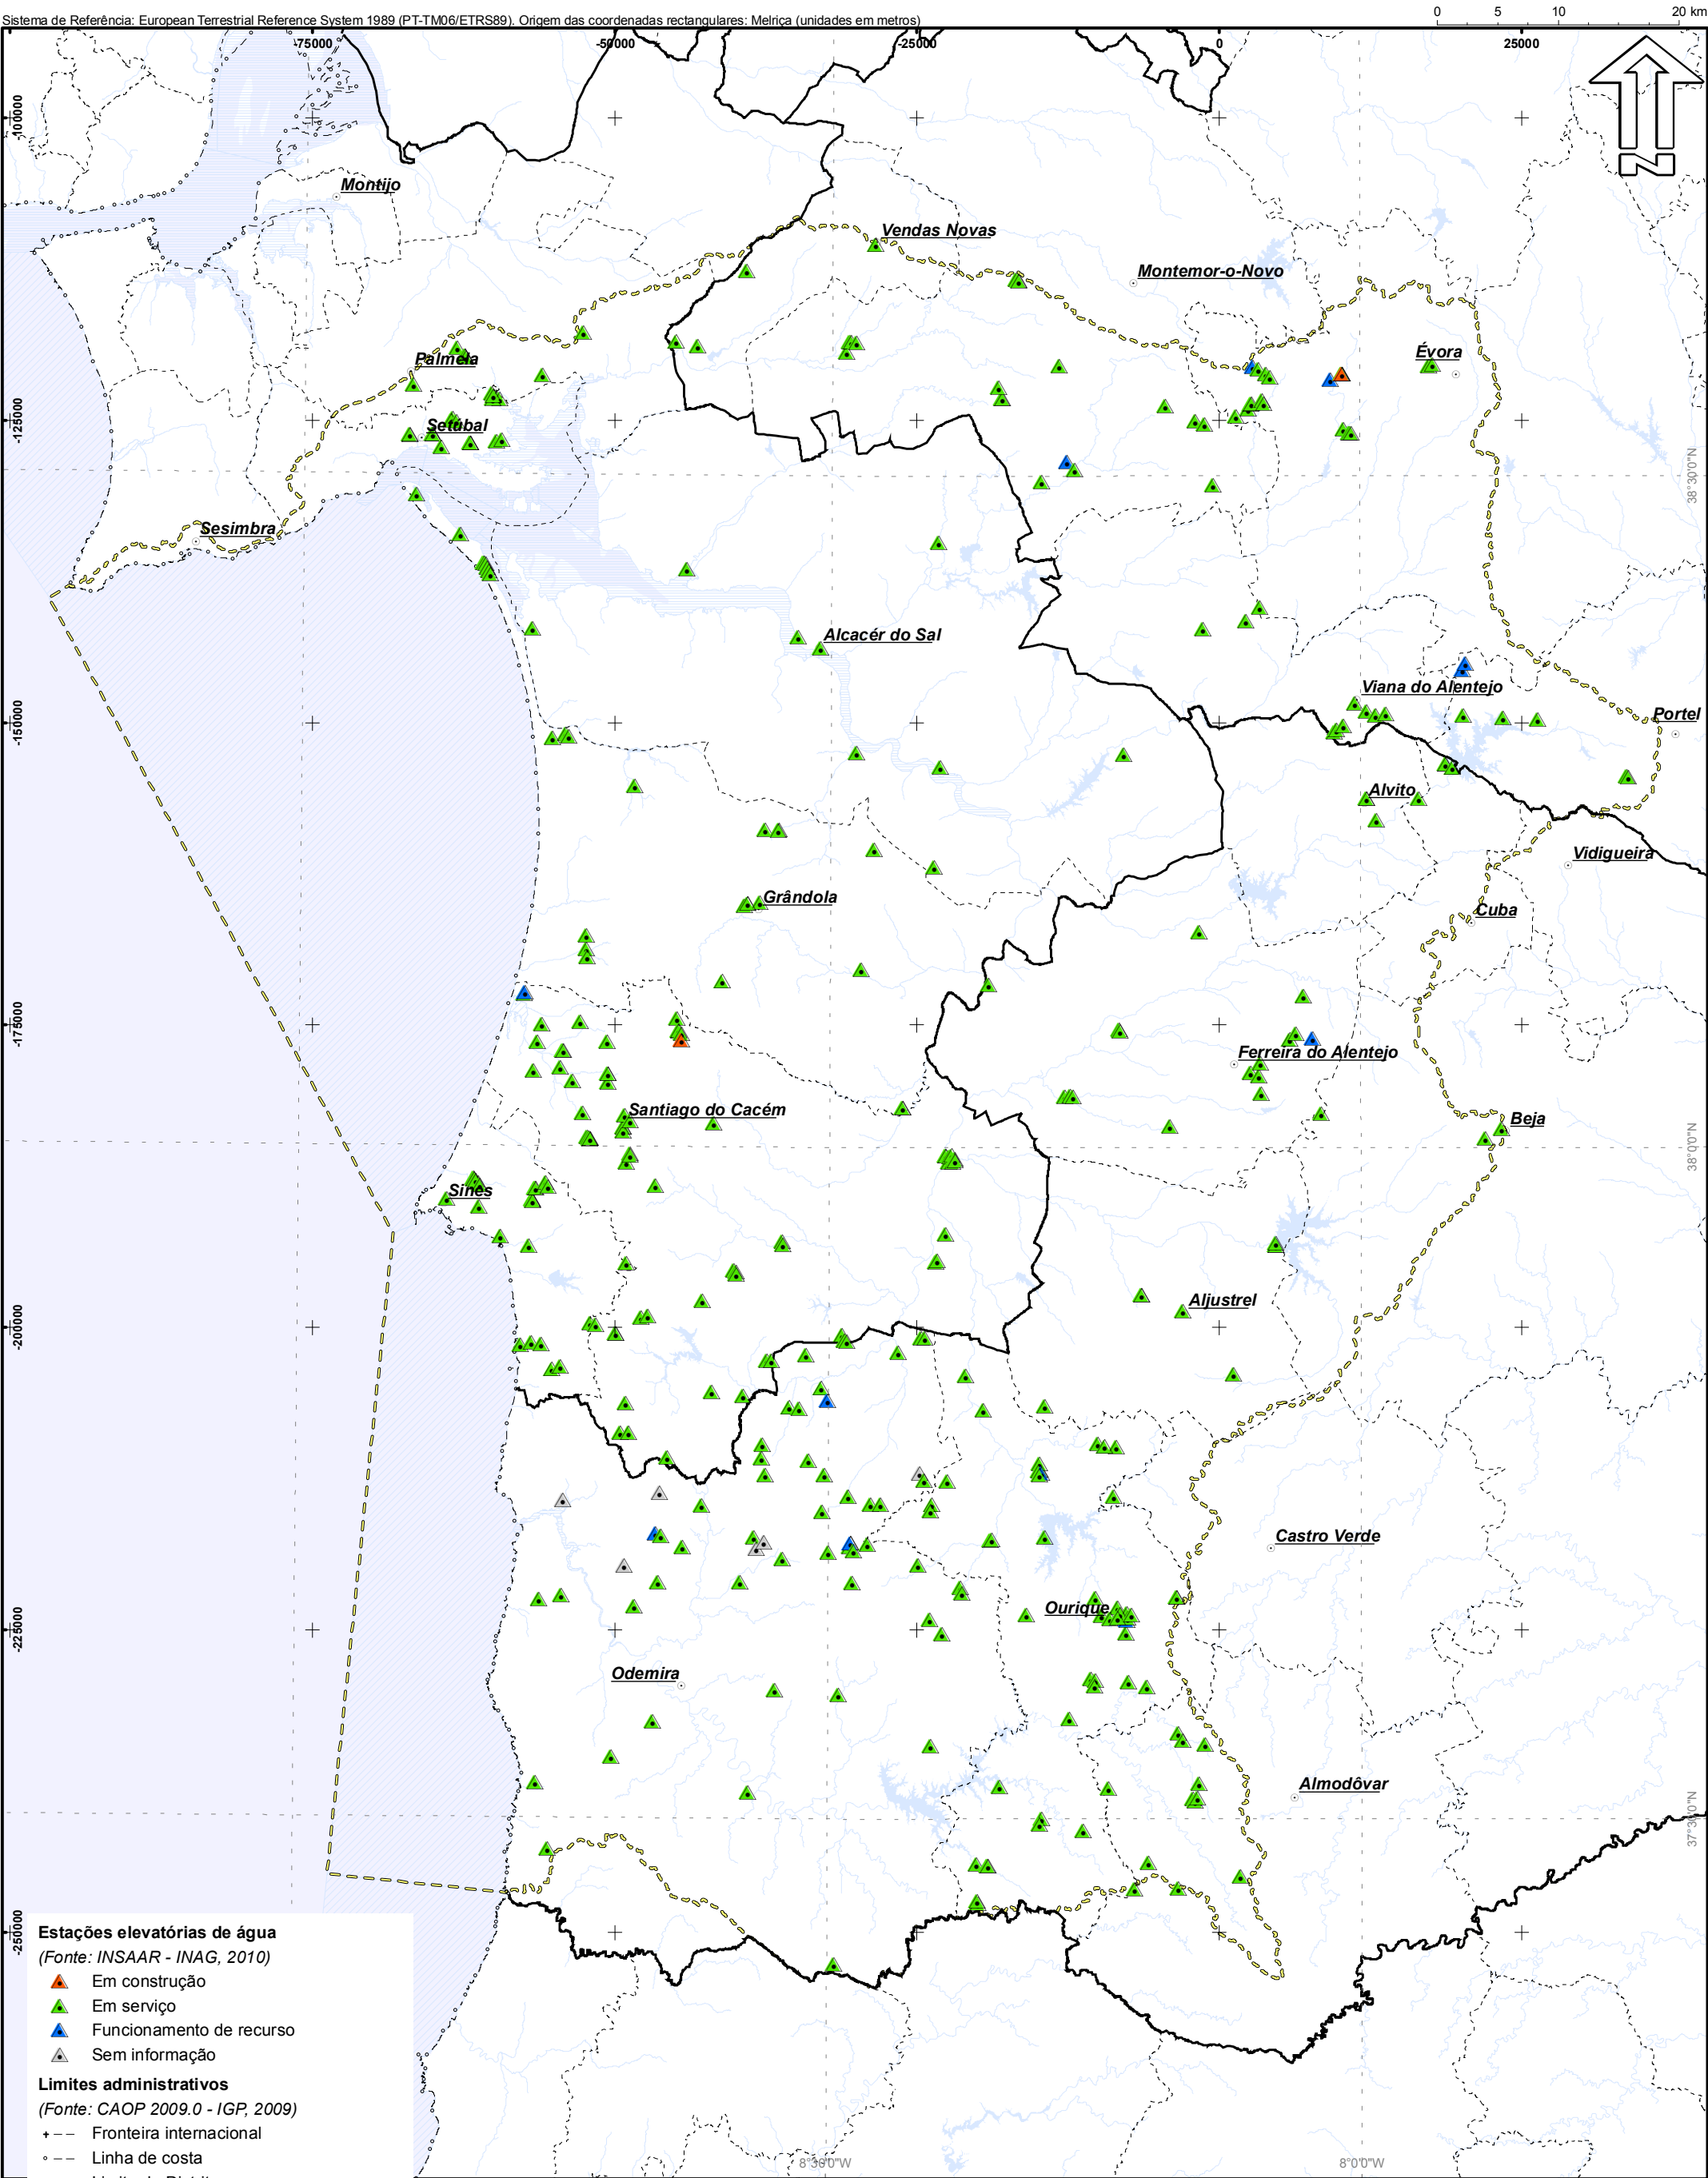 Sistema de Referência: European Terrestrial Reference System 1989 (PT-TM06/ETRS89). Origem das coordenadas rectangulares: Melriça (unidades em metros)
0 5 10 20 km
-75000 -50000 -25000 0 25000
N
-100000
Montijo
Vendas Novas
Montemor-o-Novo
Évora
Palmela
-125000
Setúbal
38°30'0"N
Sesimbra
Alcacér do Sal
Viana do Alentejo
Portel
-150000
Alvito
Vidigueira
Grândola
Cuba
-175000
Ferreira do Alentejo
Santiago do Cacém
Beja
38°0'0"N
Sines
Aljustrel
-200000
Castro Verde
Ourique
-225000
Odemira
Almodôvar
37°30'0"N
-250000
Estações elevatórias de água
(Fonte: INSAAR - INAG, 2010)
Em construção
Em serviço
Funcionamento de recurso
Sem informação
Limites administrativos
(Fonte: CAOP 2009.0 - IGP, 2009)
Fronteira internacional
Linha de costa
8°30'0"W 8°0'0"W